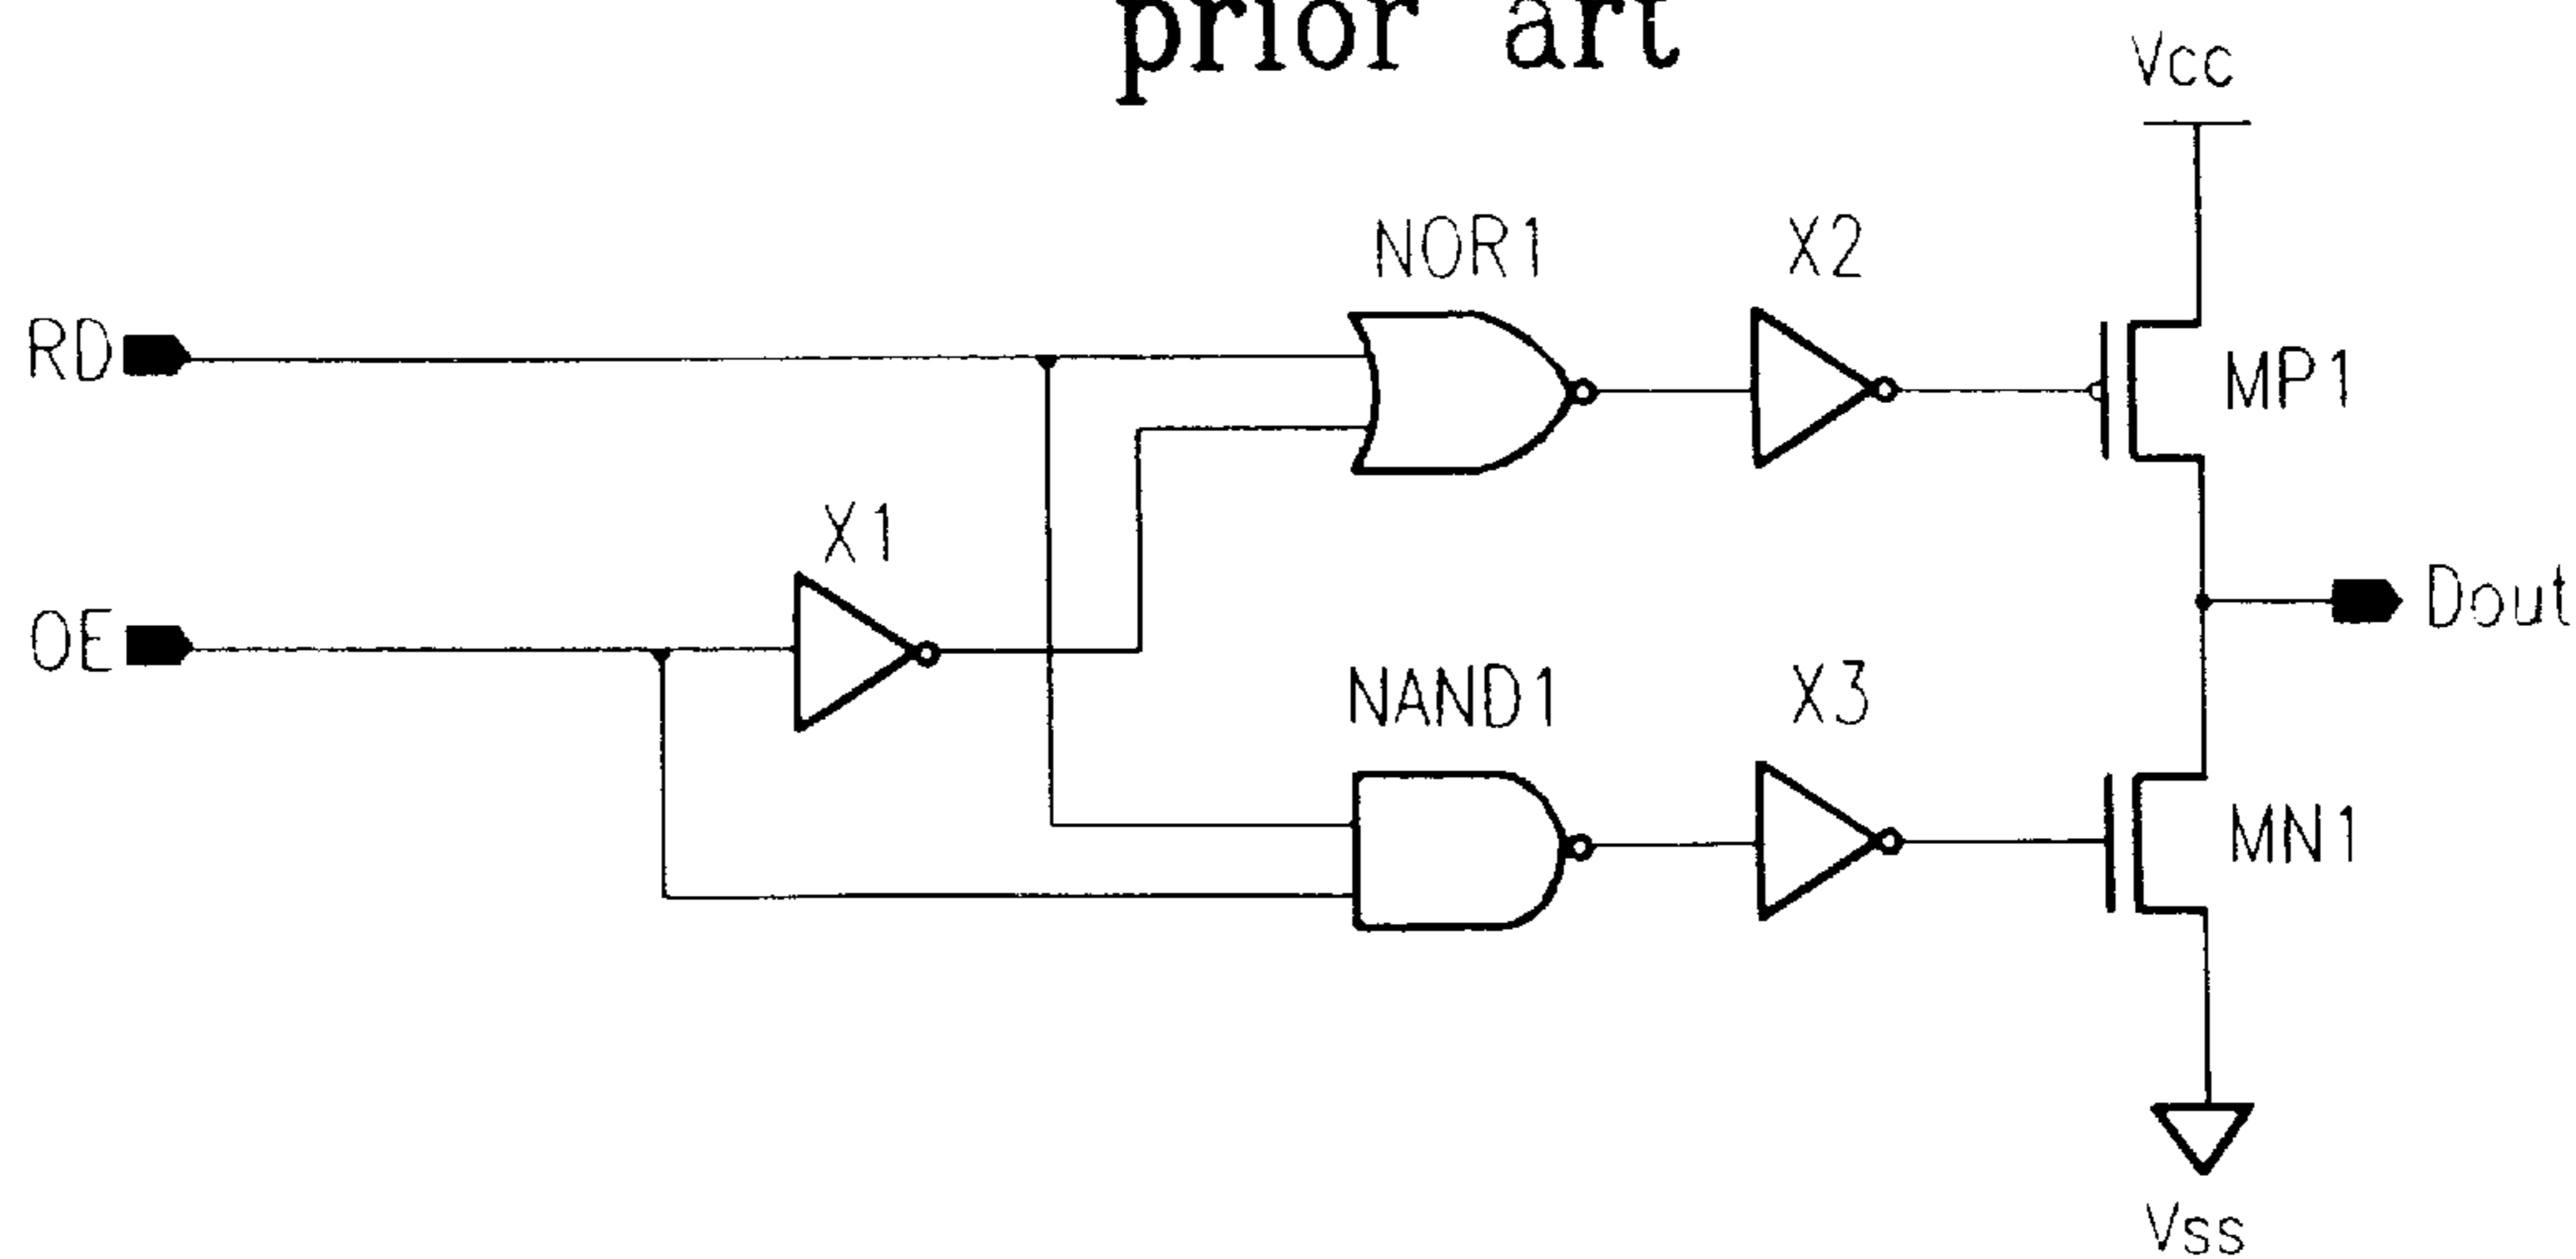 prior art
Vcc
NOR1
X2
RD
MP1
X1
OE
Dout
NAND1
X3
MN1
Vss